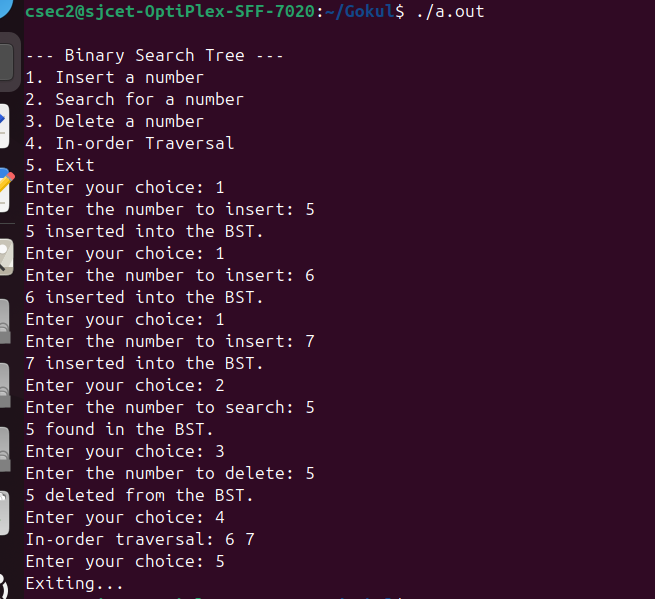 csec2@sjcet-OptiPlex-SFF-7020:~/Gokul$ ./a.out
--- Binary Search Tree ---
1. Insert a number
2. Search for a number
3. Delete a number
4. In-order Traversal
5. Exit
Enter your choice: 1
Enter the number to insert: 5
5 inserted into the BST.
Enter your choice: 1
Enter the number to insert: 6
6 inserted into the BST.
Enter your choice: 1
Enter the number to insert: 7
7 inserted into the BST.
Enter your choice: 2
Enter the number to search: 5
5 found in the BST.
Enter your choice: 3
Enter the number to delete: 5
5 deleted from the BST.
Enter your choice: 4
In-order traversal: 6 7
Enter your choice: 5
Exiting...